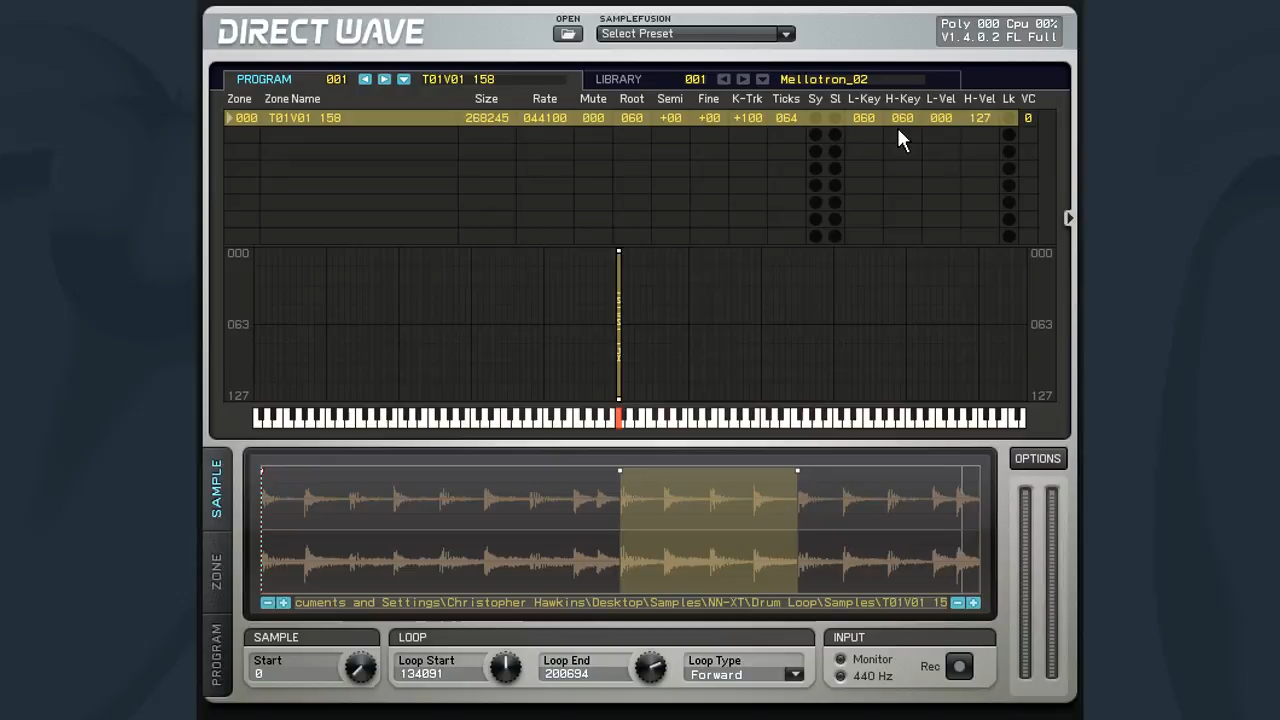 DIRECT WAVE
OPEN
SAMPLEFUSION
Select Preset
Poly 000 Cpu 00%
V1.4.0.2 FL Full
PROGRAM 001 T01V01 158
LIBRARY 001 Mellotron_02
Zone Zone Name Size Rate Mute Root Semi Fine K-Trk Ticks Sy Sl L-Key H-Key L-Vel H-Vel Lk VC
000 T01V01 158 268245 044100 000 060 +00 +00 +100 064 060 060 000 127 0
000 000
063 063
127 127
SAMPLE
ZONE
PROGRAM
OPTIONS
cuments and Settings\Christopher Hawkins\Desktop\Samples\NN-XT\Drum Loop\Samples\T01V01 15
SAMPLE
Start
0
LOOP
Loop Start
134091
Loop End
200694
Loop Type
Forward
INPUT
Monitor
440 Hz
Rec